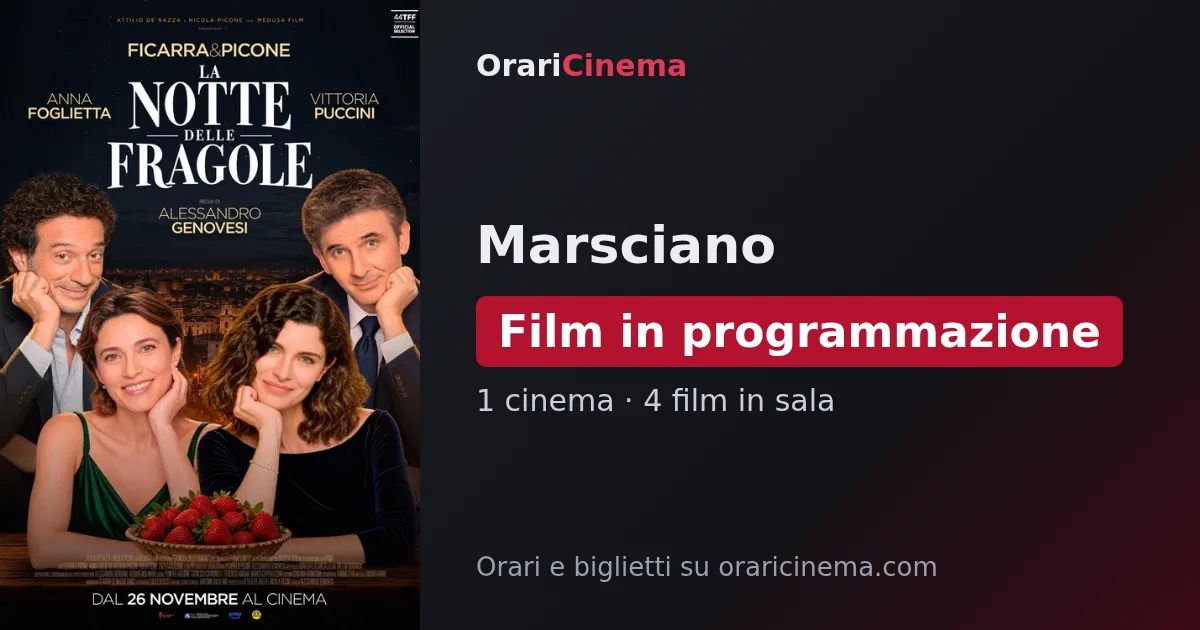 ATTILIO DE RAZZA E NICOLA PICONE CON MEDUSA FILM
44TFF
OFFICIAL
SELECTION
FICARRA&PICONE
LA
NOTTE
DELLE
FRAGOLE
ANNA
FOGLIETTA
VITTORIA
PUCCINI
REGIA DI
ALESSANDRO
GENOVESI
DAL 26 NOVEMBRE AL CINEMA
OrariCinema
Marsciano
Film in programmazione
1 cinema · 4 film in sala
Orari e biglietti su oraricinema.com